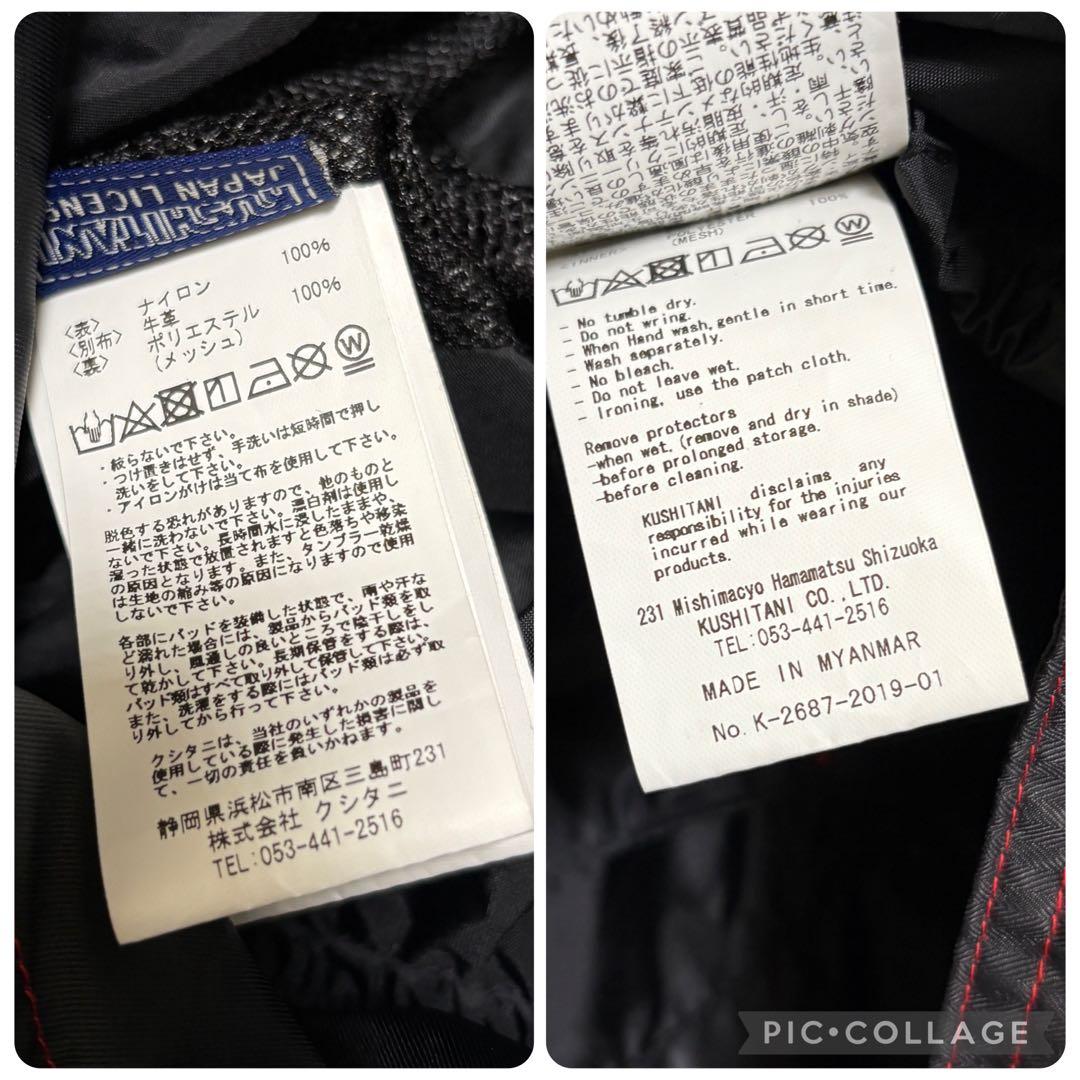 JAPAN LICENS
〈表〉 ナイロン 100%
〈別布〉 牛革
〈裏〉 ポリエステル 100%
(メッシュ)
・絞らないで下さい。
・つけ置きはせず、手洗いは短時間で押し
洗いをして下さい。
・アイロンがけは当て布を使用して下さい。
脱色する恐れがありますので、他のものと
一緒に洗わないで下さい。漂白剤は使用し
ないで下さい。長時間水に浸したままや、
湿った状態で放置されますと色落ちや移染
の原因となります。また、タンブラー乾燥
は生地の縮み等の原因になりますので使用
しないで下さい。
各部にパッドを装備した状態で、雨や汗な
ど濡れた場合には、製品からパッド類を取
り外し、風通しの良いところで陰干しをし
て乾かして下さい。長期保管をする際は、
パッド類はすべて取り外して保管して下さい。
また、洗濯をする際にはパッド類は必ず取
り外してから行って下さい。
クシタニは、当社のいずれかの製品を
使用している際に発生した損害に関し
て、一切の責任を負いかねます。
静岡県浜松市南区三島町231
株式会社 クシタニ
TEL:053-441-2516
POLYESTER 100%
(MESH)
- No tumble dry.
- Do not wring.
- When Hand wash, gentle in short time.
- Wash separately.
- No bleach.
- Do not leave wet.
- Ironing, use the patch cloth.
Remove protectors
-when wet. (remove and dry in shade)
-before prolonged storage.
-before cleaning.
KUSHITANI disclaims any
responsibility for the injuries
incurred while wearing our
products.
231 Mishimacyo Hamamatsu Shizuoka
KUSHITANI CO.,LTD.
TEL:053-441-2516
MADE IN MYANMAR
No. K-2687-2019-01
PIC•COLLAGE